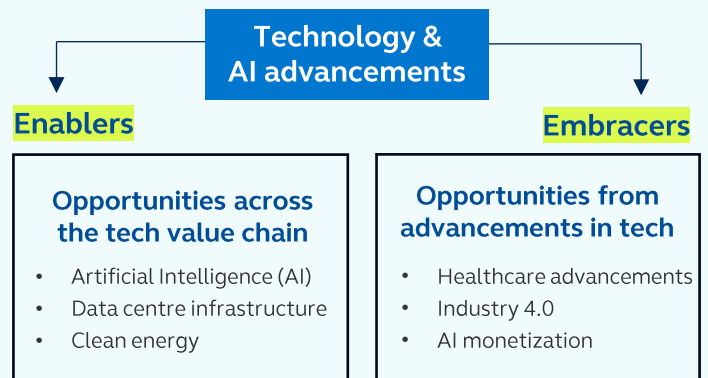 Technology &
AI advancements
Enablers
Embracers
Opportunities across
the tech value chain
• Artificial Intelligence (AI)
• Data centre infrastructure
• Clean energy
Opportunities from
advancements in tech
• Healthcare advancements
• Industry 4.0
• AI monetization